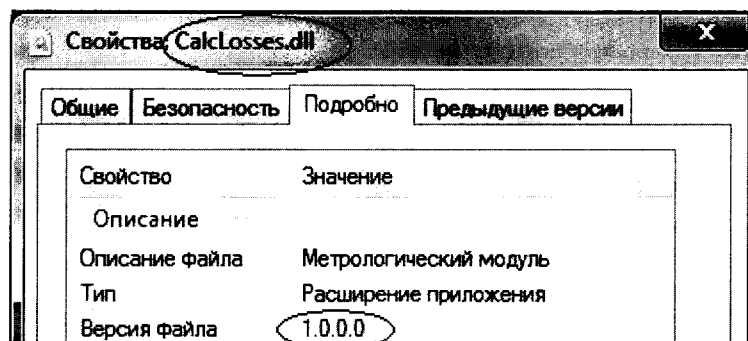 Свойства: CalcLosses.dll
x
Общие Безопасность Подробно Предыдущие версии
Свойство Значение
Описание
Описание файла Метрологический модуль
Тип Расширение приложения
Версия файла 1.0.0.0